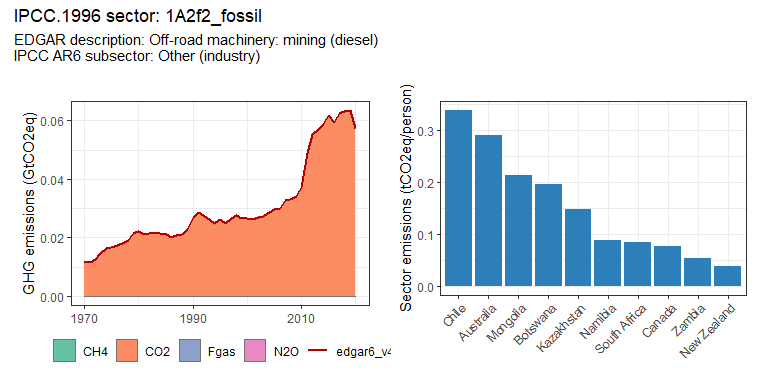 IPCC.1996 sector: 1A2f2_fossil
EDGAR description: Off-road machinery: mining (diesel)
IPCC AR6 subsector: Other (industry)
GHG emissions (GtCO2eq)
0.06
0.04
0.02
0.00
1970
1990
2010
CH4
CO2
Fgas
N2O
edgar6_v4
Sector emissions (tCO2eq/person)
0.3
0.2
0.1
0.0
Chile
Australia
Mongolia
Botswana
Kazakhstan
Namibia
South Africa
Canada
Zambia
New Zealand